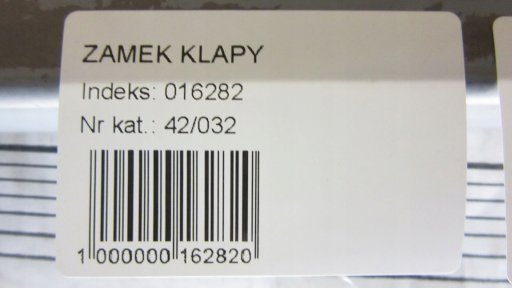 ZAMEK KLAPY
Indeks: 016282
Nr kat.: 42/032
1 000000 162820